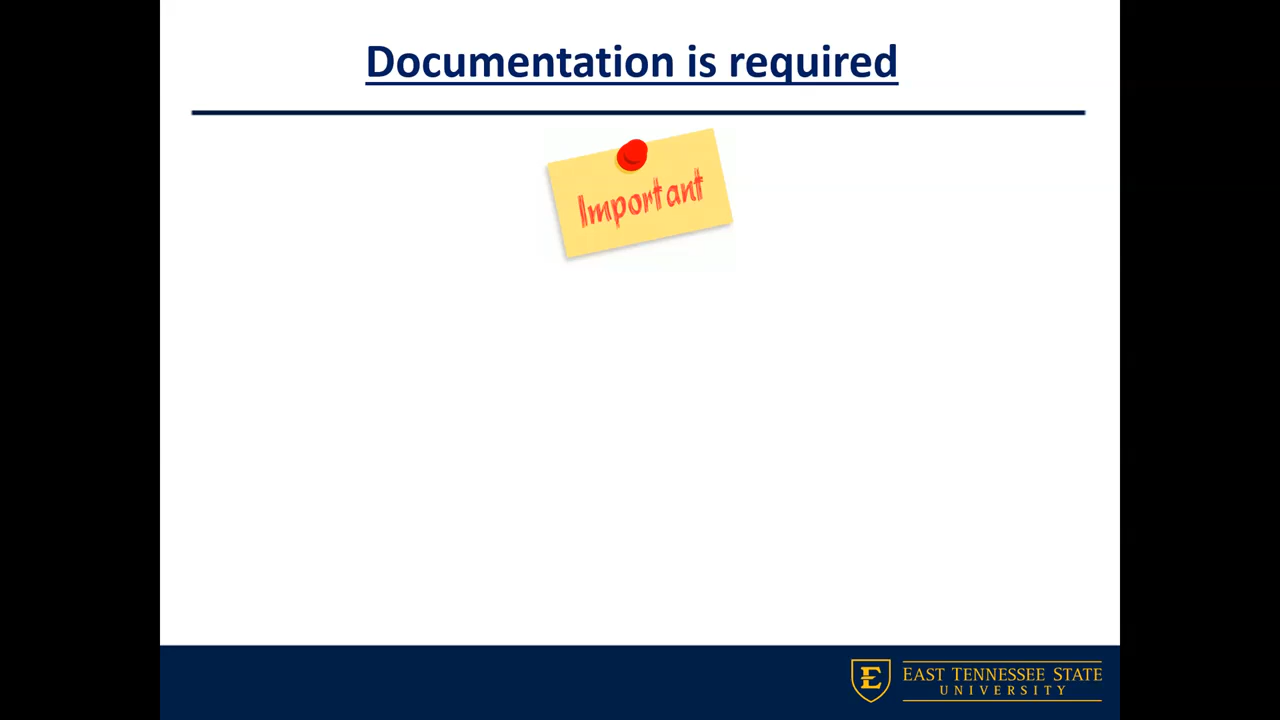 Documentation is required
Important
E
EAST TENNESSEE STATE
UNIVERSITY